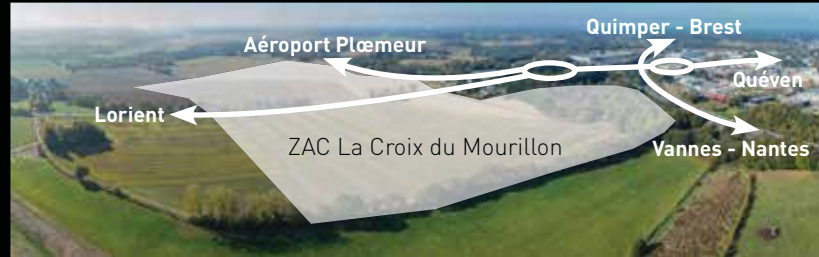 Quimper - Brest
Aéroport Plœmeur
Quéven
Lorient
ZAC La Croix du Mourillon
Vannes - Nantes